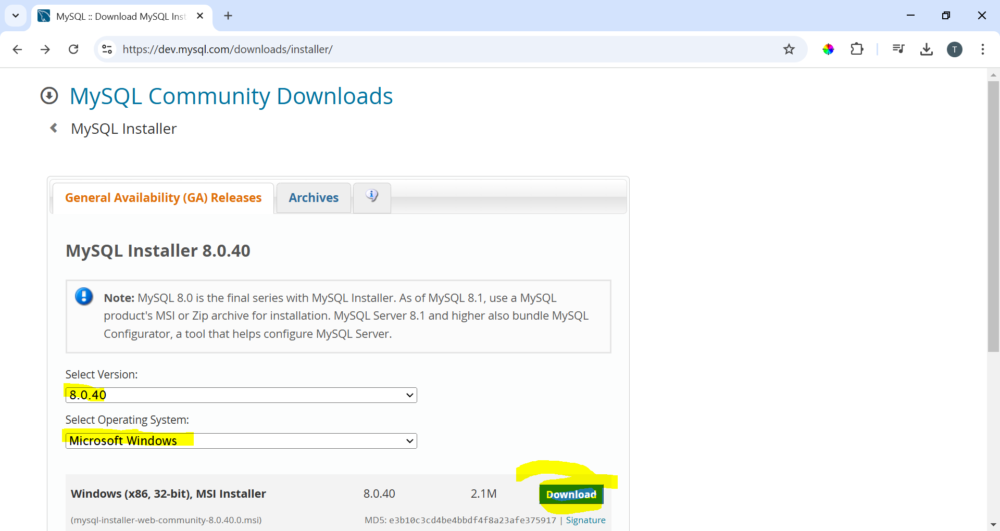 MySQL :: Download MySQL Inst
https://dev.mysql.com/downloads/installer/
T
MySQL Community Downloads
MySQL Installer
General Availability (GA) Releases
Archives
MySQL Installer 8.0.40
Note: MySQL 8.0 is the final series with MySQL Installer. As of MySQL 8.1, use a MySQL
product's MSI or Zip archive for installation. MySQL Server 8.1 and higher also bundle MySQL
Configurator, a tool that helps configure MySQL Server.
Select Version:
8.0.40
Select Operating System:
Microsoft Windows
Windows (x86, 32-bit), MSI Installer 8.0.40 2.1M Download
(mysql-installer-web-community-8.0.40.0.msi) MD5: e3b10c3cd4be4bbdf4f8a23afe375917 | Signature